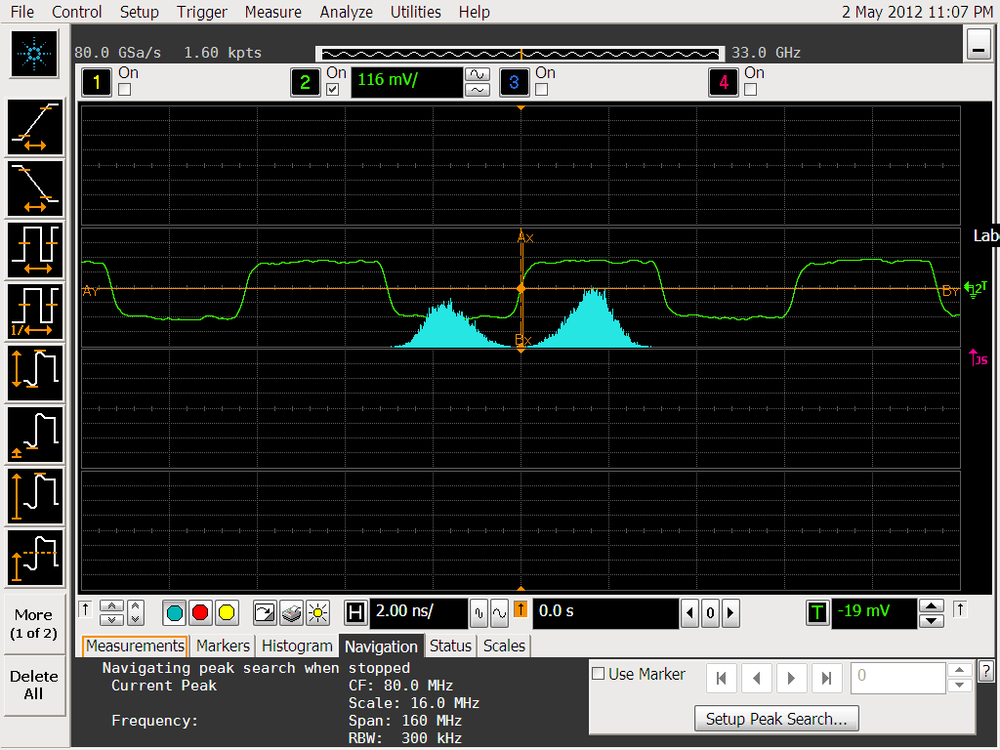 File Control Setup Trigger Measure Analyze Utilities Help 2 May 2012 11:07 PM
80.0 GSa/s 1.60 kpts 33.0 GHz
1 On 2 On 116 mV/ 3 On 4 On
Ax
Lab
Ay By 2T
Bx
JS
1/
More
(1 of 2)
Delete
All
H 2.00 ns/ 0.0 s 0 T -19 mV
Measurements Markers Histogram Navigation Status Scales
Navigating peak search when stopped
Current Peak CF: 80.0 MHz
Scale: 16.0 MHz
Frequency: Span: 160 MHz
RBW: 300 kHz
Use Marker 0 ?
Setup Peak Search...